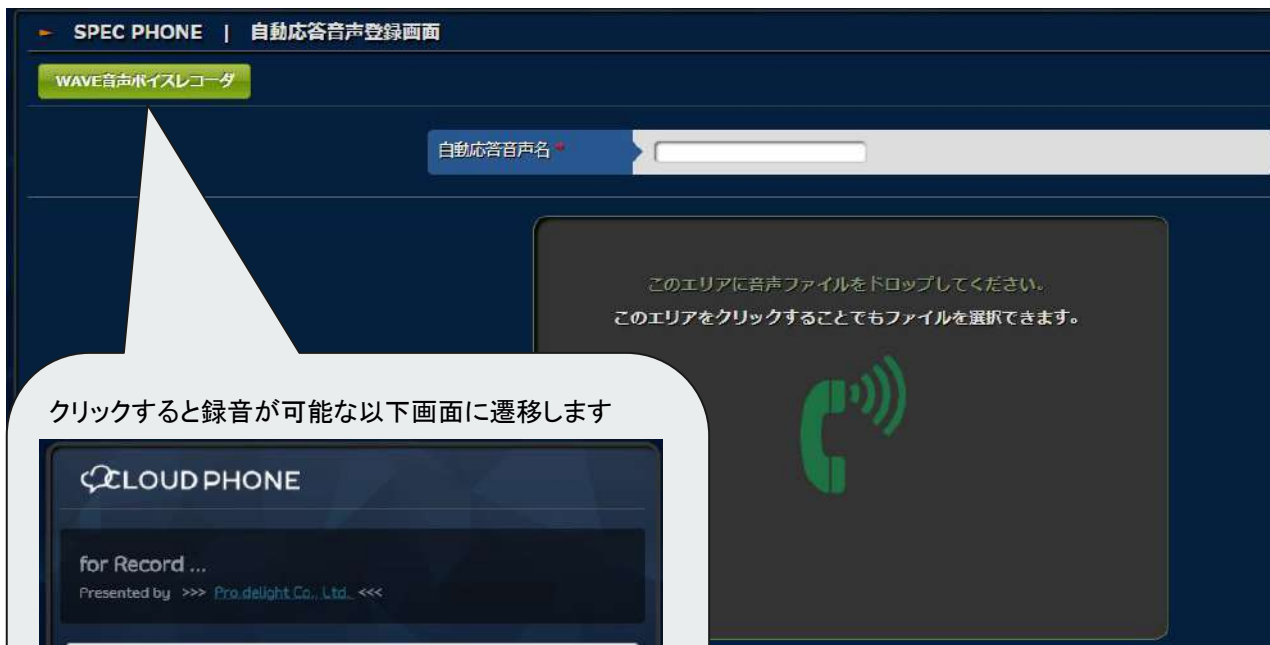 ► SPEC PHONE | 自動応答音声登録画面
WAVE音声ボイスレコーダ
自動応答音声名 *
このエリアに音声ファイルをドロップしてください。
このエリアをクリックすることでもファイルを選択できます。
クリックすると録音が可能な以下画面に遷移します
CLOUD PHONE
for Record ...
Presented by >>> Pro.delight Co., Ltd. <<<